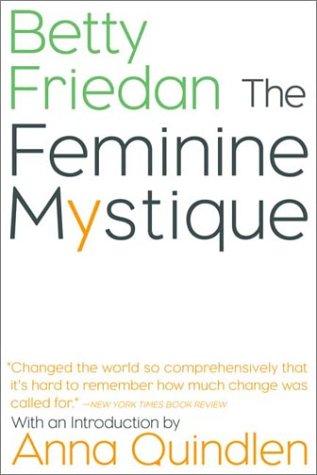 Betty
Friedan The
Feminine
Mystique
"Changed the world so comprehensively that
it's hard to remember how much change was
called for." —NEW YORK TIMES BOOK REVIEW
With an Introduction by
Anna Quindlen